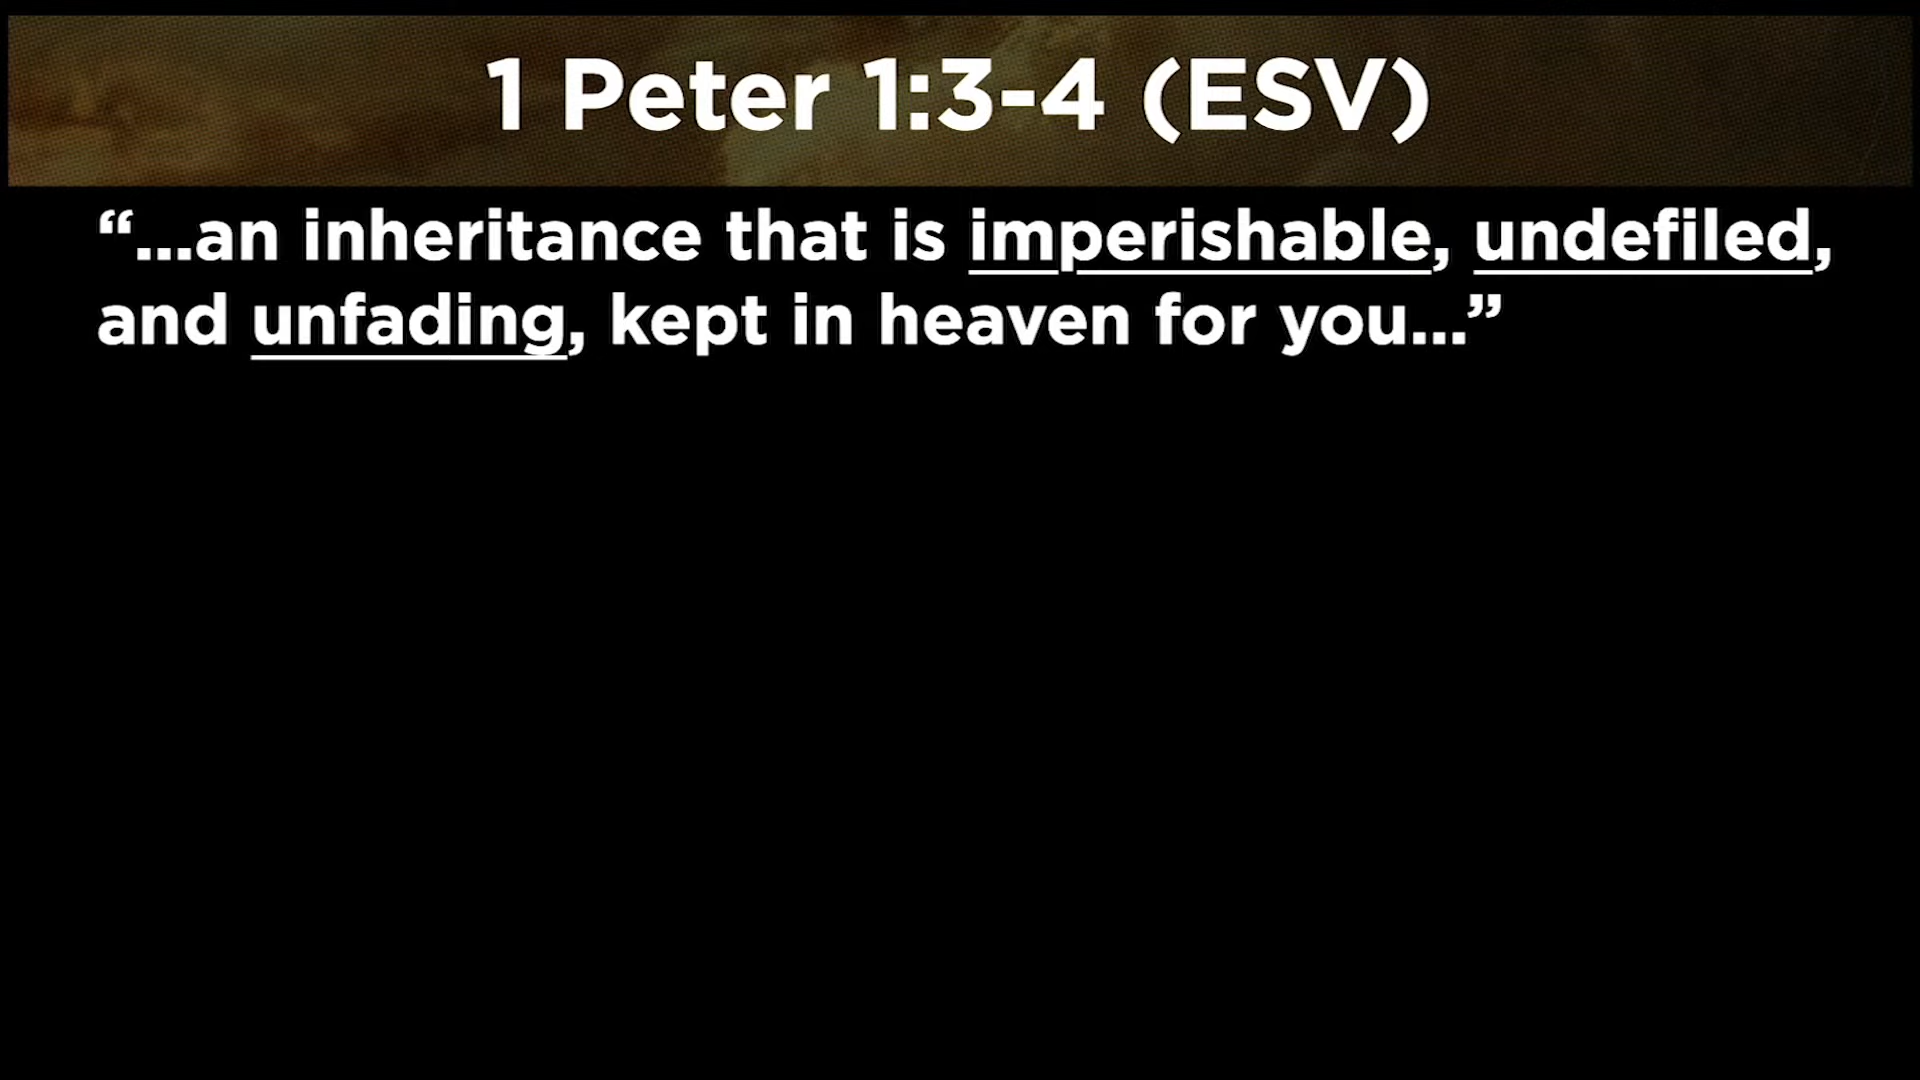 1 Peter 1:3-4 (ESV)
“...an inheritance that is imperishable, undefiled,
and unfading, kept in heaven for you...”